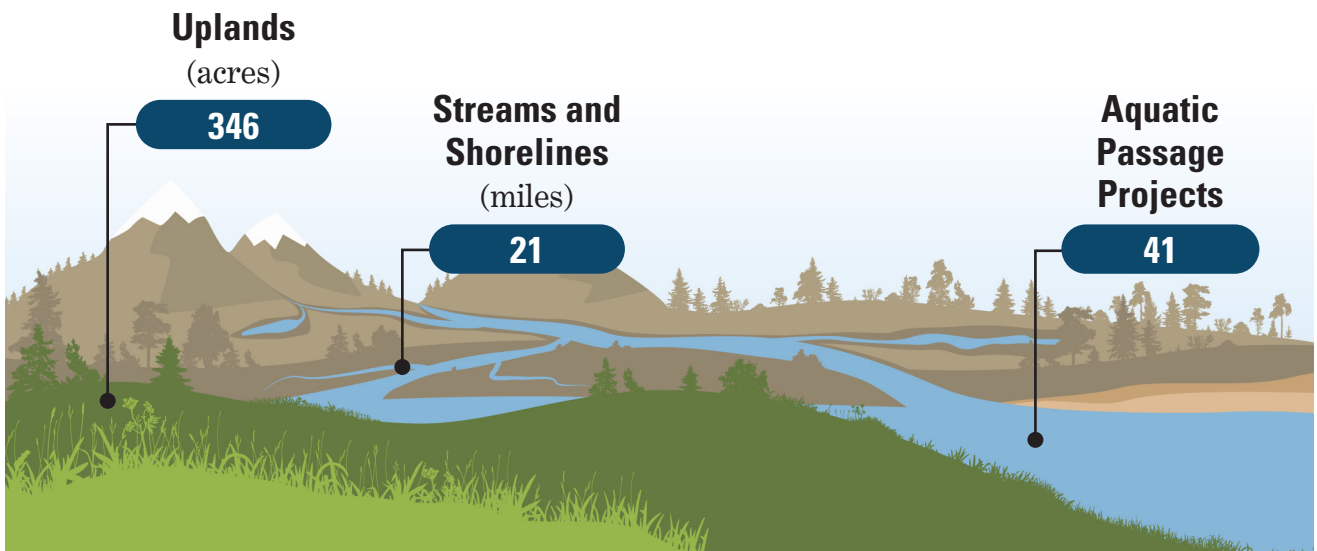 Uplands
(acres)
346
Streams and
Shorelines
(miles)
21
Aquatic
Passage
Projects
41